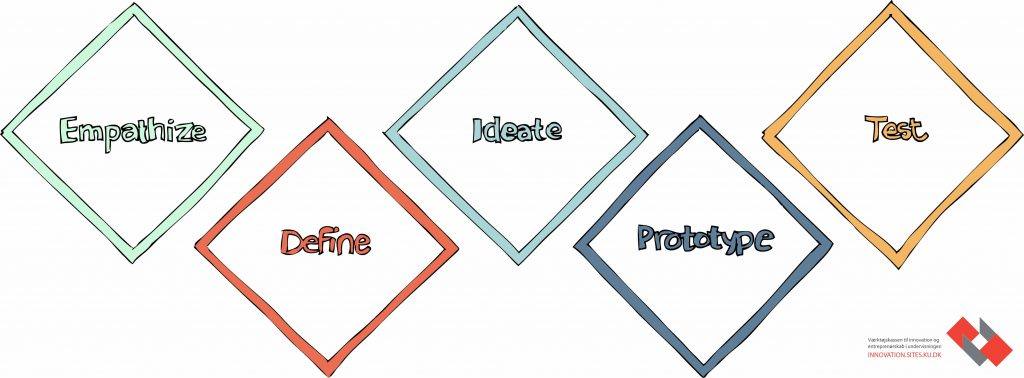 Empathize
Define
Ideate
Prototype
Test
Værktøjskassen til innovation og
entreprenørskab i undervisningen
INNOVATION.SITES.KU.DK